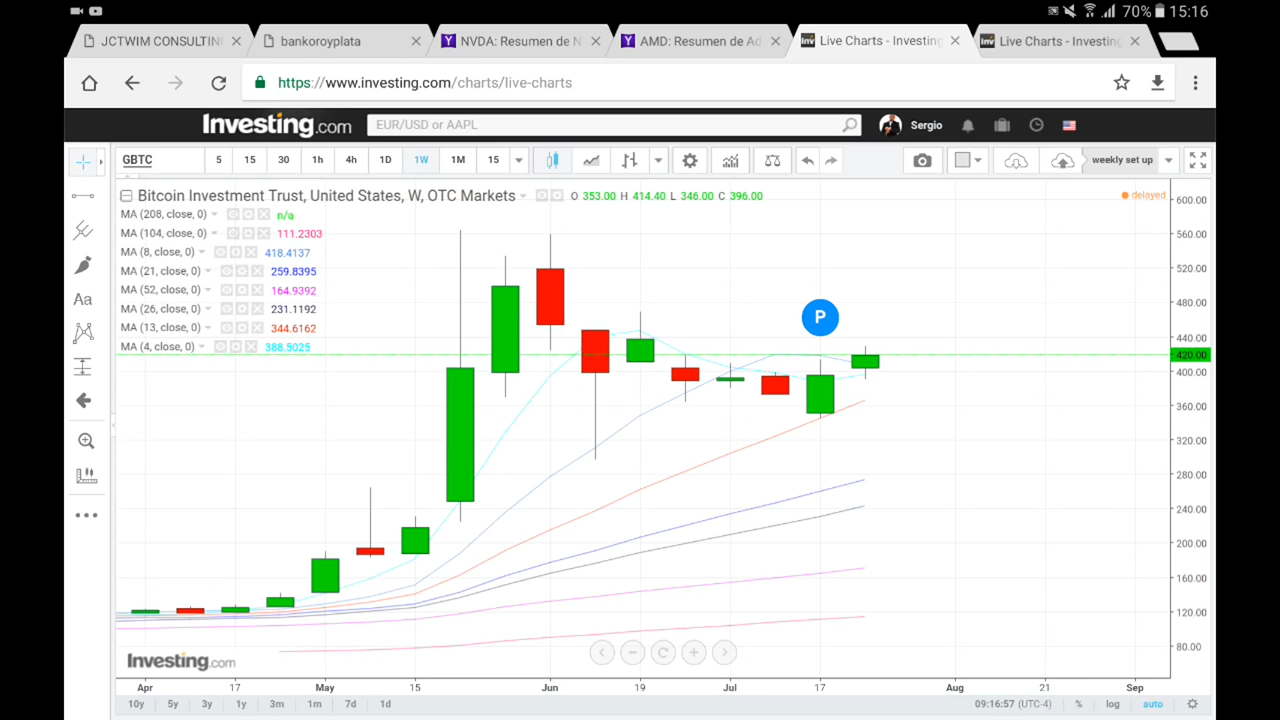 70% 15:16
JCTWIM CONSULTIN
bankoroyplata
NVDA: Resumen de N
AMD: Resumen de Ad
Live Charts - Investing
Live Charts - Investing
https://www.investing.com/charts/live-charts
Investing.com
EUR/USD or AAPL
Sergio
GBTC 5 15 30 1h 4h 1D 1W 1M 15
weekly set up
Bitcoin Investment Trust, United States, W, OTC Markets O 353.00 H 414.40 L 346.00 C 396.00
delayed
MA (208, close, 0) n/a
MA (104, close, 0) 111.2303
MA (8, close, 0) 418.4137
MA (21, close, 0) 259.8395
MA (52, close, 0) 164.9392
MA (26, close, 0) 231.1192
MA (13, close, 0) 344.6162
MA (4, close, 0) 388.5025
Aa
P
600.00
560.00
520.00
480.00
440.00
420.00
400.00
360.00
320.00
280.00
240.00
200.00
160.00
120.00
80.00
Investing.com
Apr 17 May 15 Jun 19 Jul 17 Aug 21 Sep
10y 5y 3y 1y 3m 1m 7d 1d 09:16:57 (UTC-4) % log auto